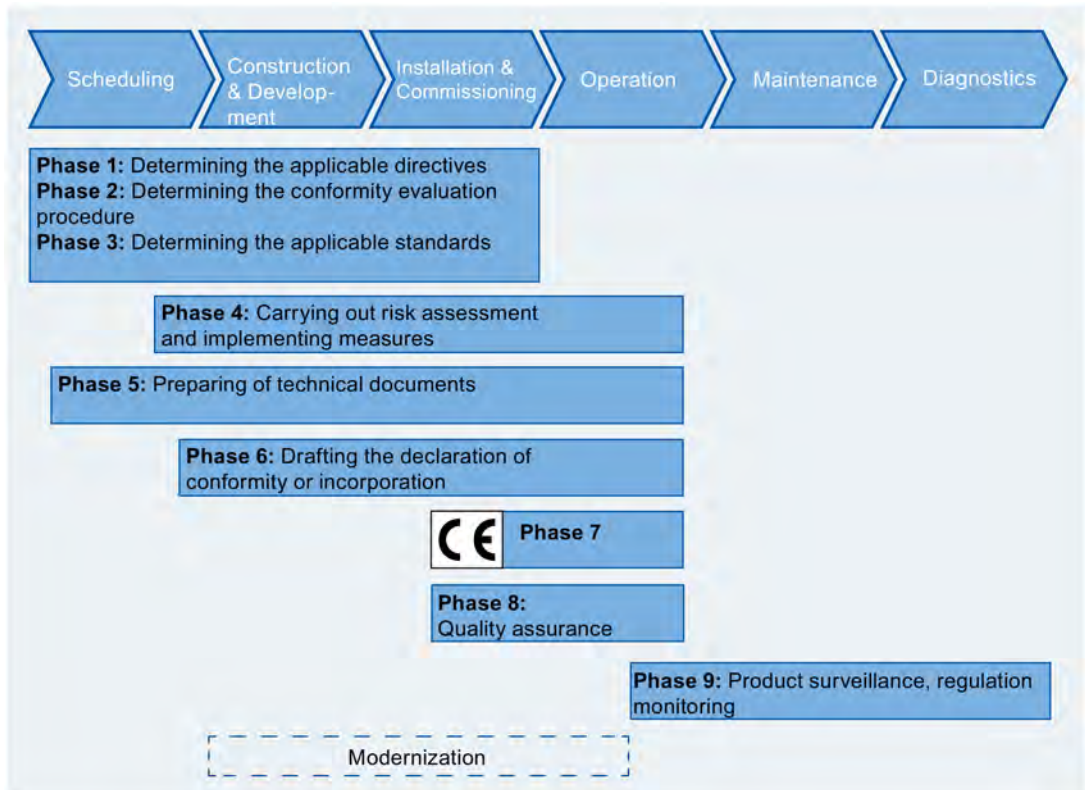 Scheduling
Construction
& Develop-
ment
Installation &
Commissioning
Operation
Maintenance
Diagnostics
Phase 1: Determining the applicable directives
Phase 2: Determining the conformity evaluation
procedure
Phase 3: Determining the applicable standards
Phase 4: Carrying out risk assessment
and implementing measures
Phase 5: Preparing of technical documents
Phase 6: Drafting the declaration of
conformity or incorporation
CE Phase 7
Phase 8:
Quality assurance
Phase 9: Product surveillance, regulation
monitoring
Modernization